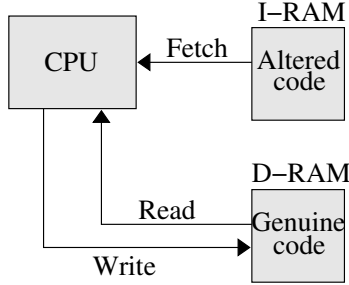 I−RAM
CPU
Fetch
Altered
code
D−RAM
Read
Genuine
code
Write